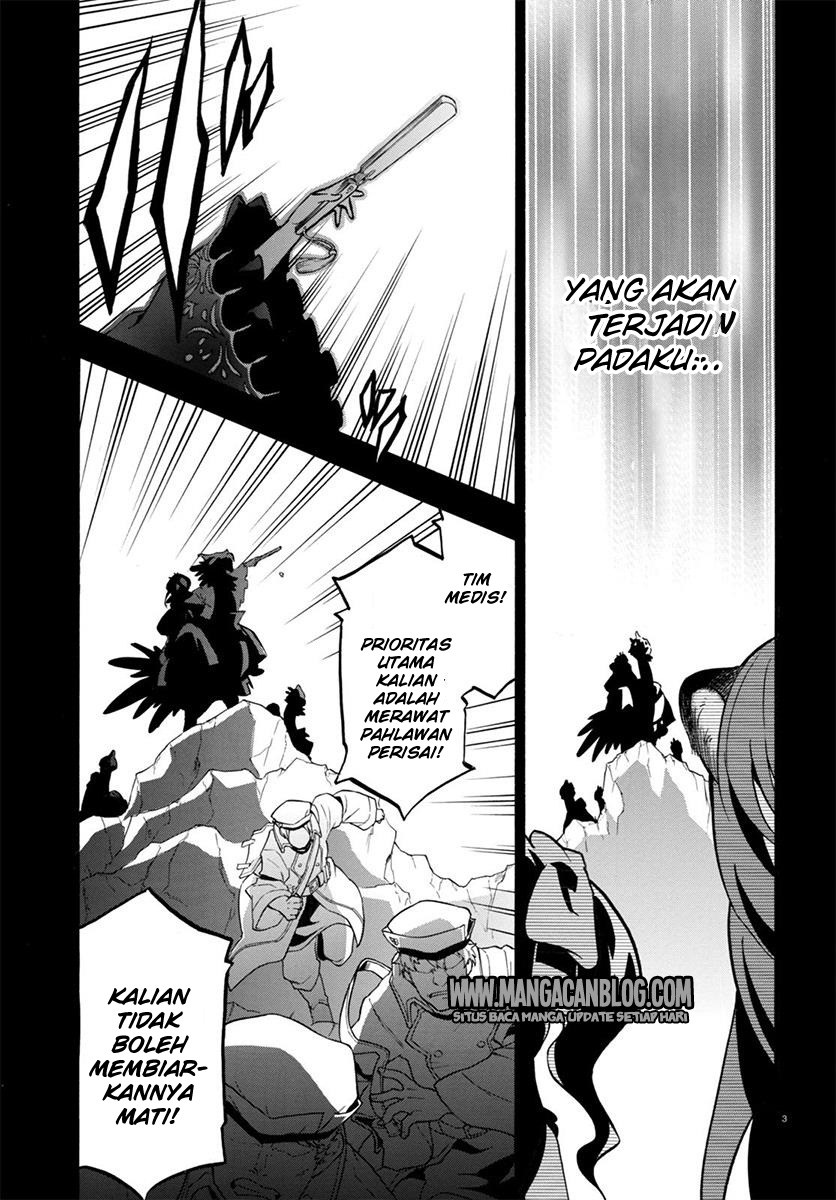 YANG AKAN
TERJADI
PADAKU...
TIM
MEDIS!
PRIORITAS
UTAMA
KALIAN
ADALAH
MERAWAT
PAHLAWAN
PERISAI!
KALIAN
TIDAK
BOLEH
MEMBIAR-
KANNYA
MATI!
WWW.MANGACANBLOG.COM
SITUS BACA MANGA UPDATE SETIAP HARI
3